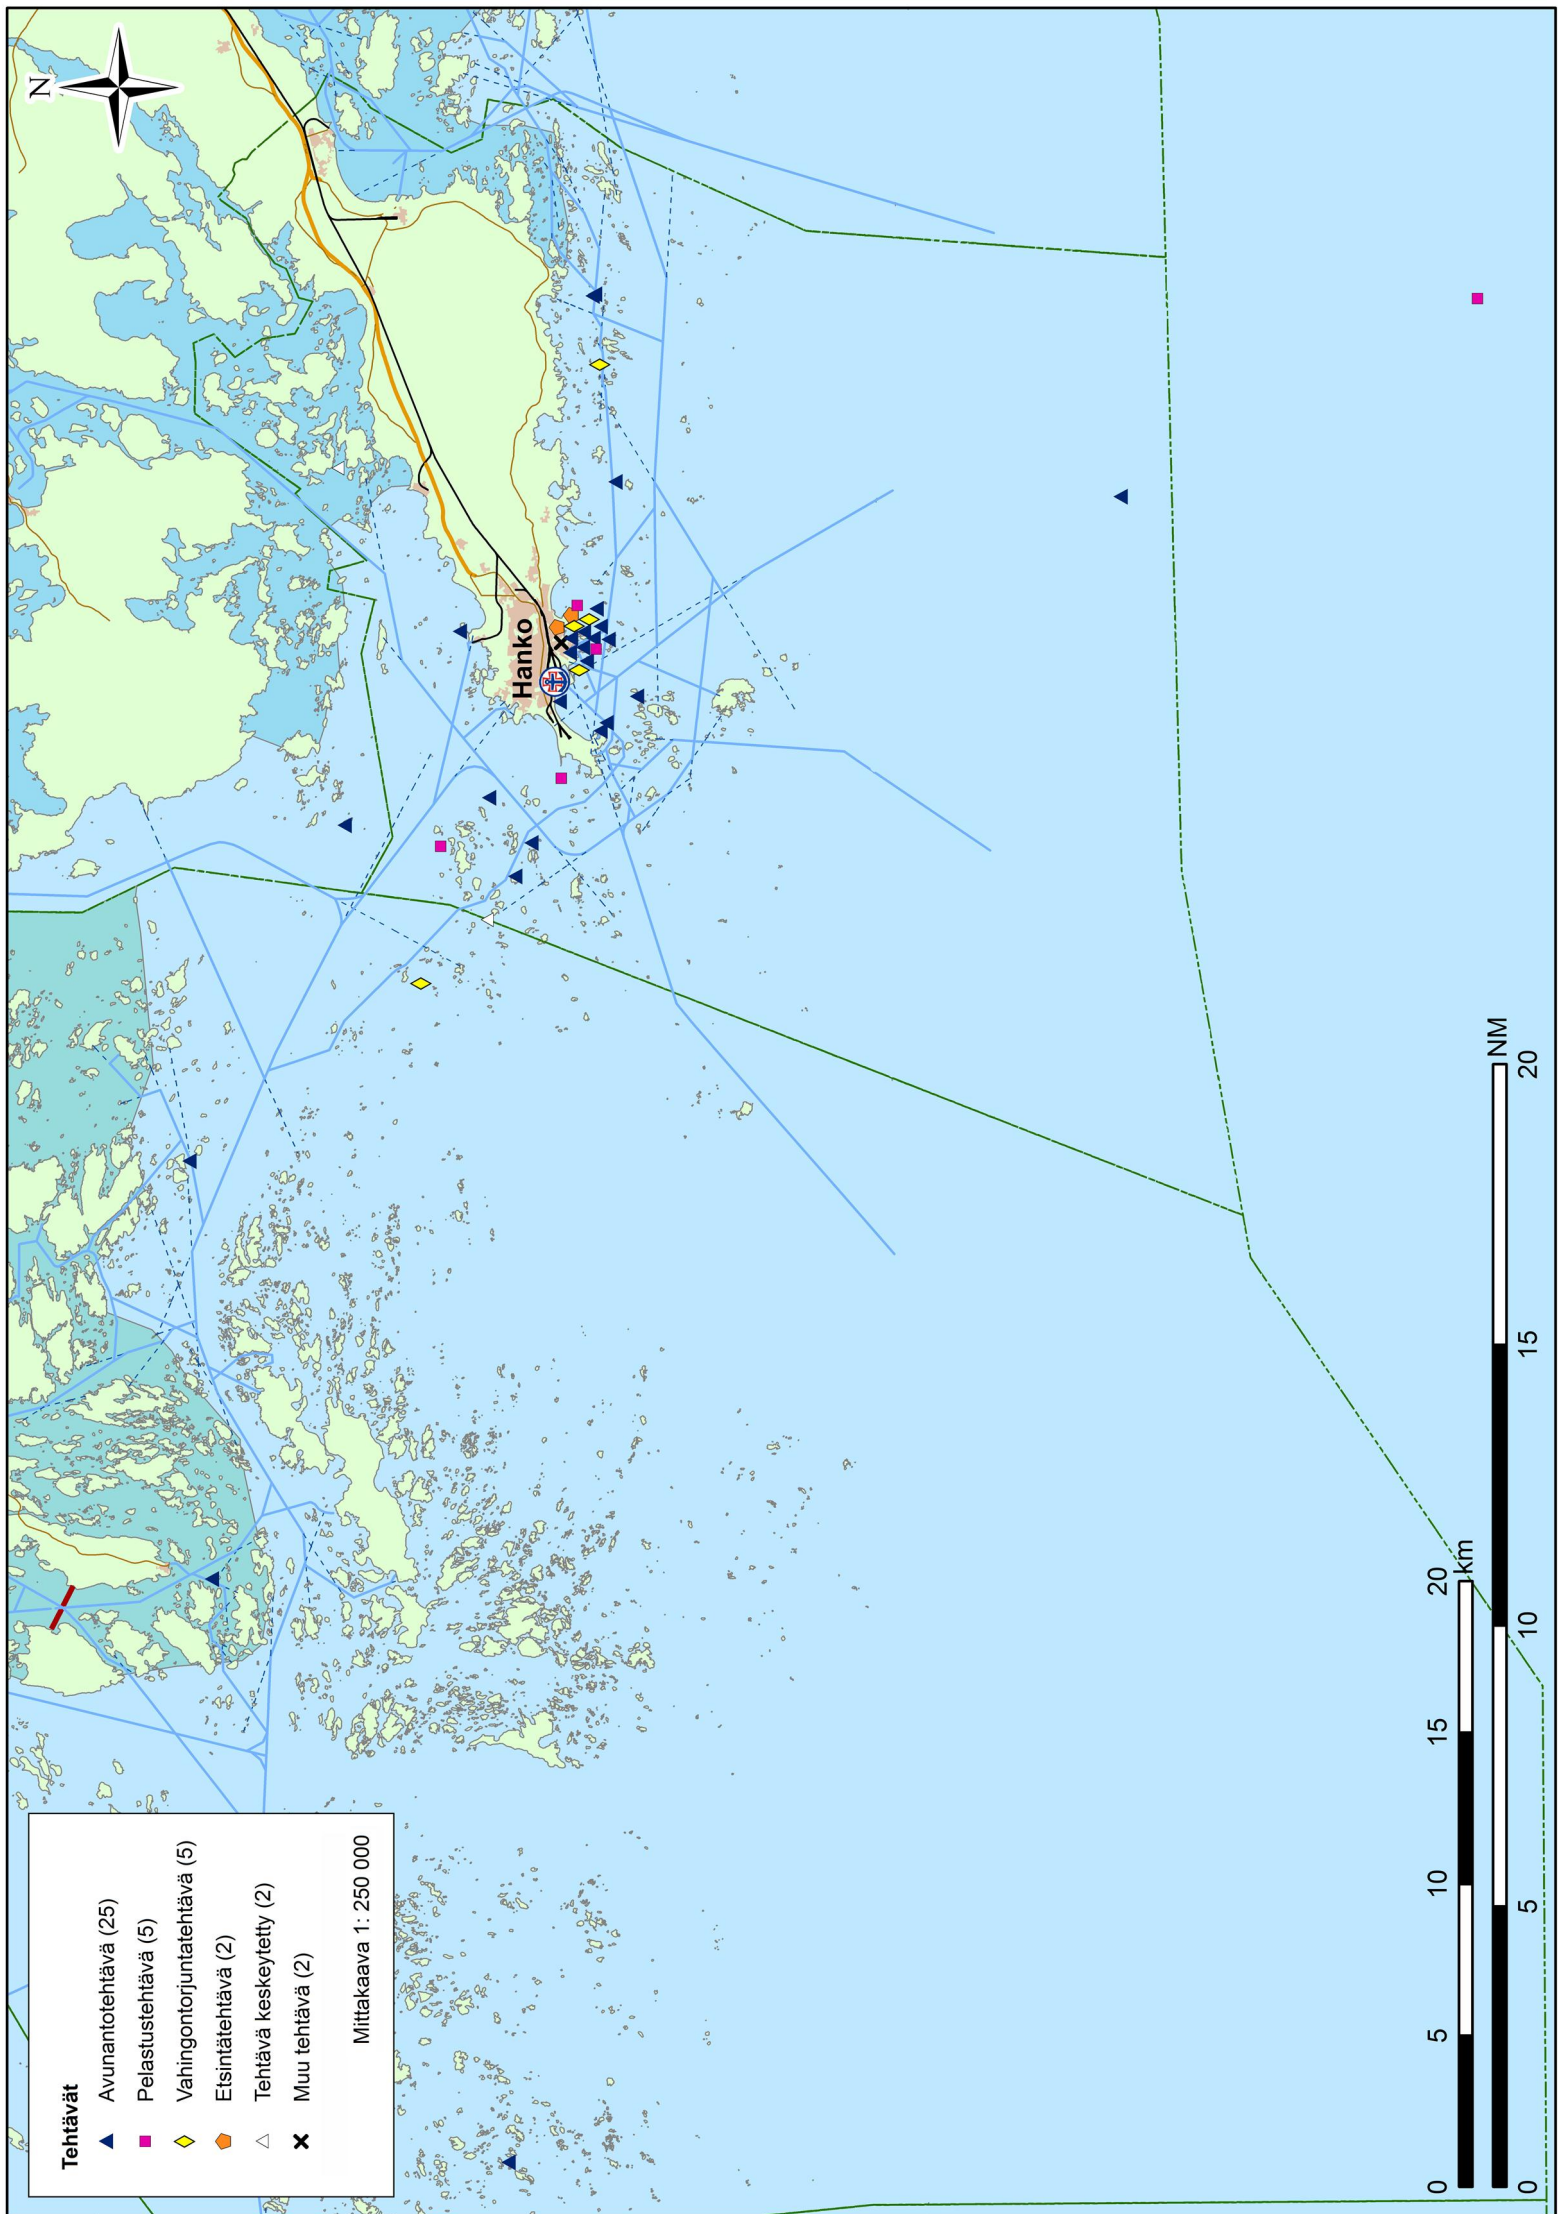 N
Hanko
Tehtävät
Avunantotehtävä (25)
Pelastustehtävä (5)
Vahingontorjuntatehtävä (5)
Etsintätehtävä (2)
Tehtävä keskeytetty (2)
Muu tehtävä (2)
Mittakaava 1: 250 000
0 5 10 15 20
km
0 5 10 15 20
NM